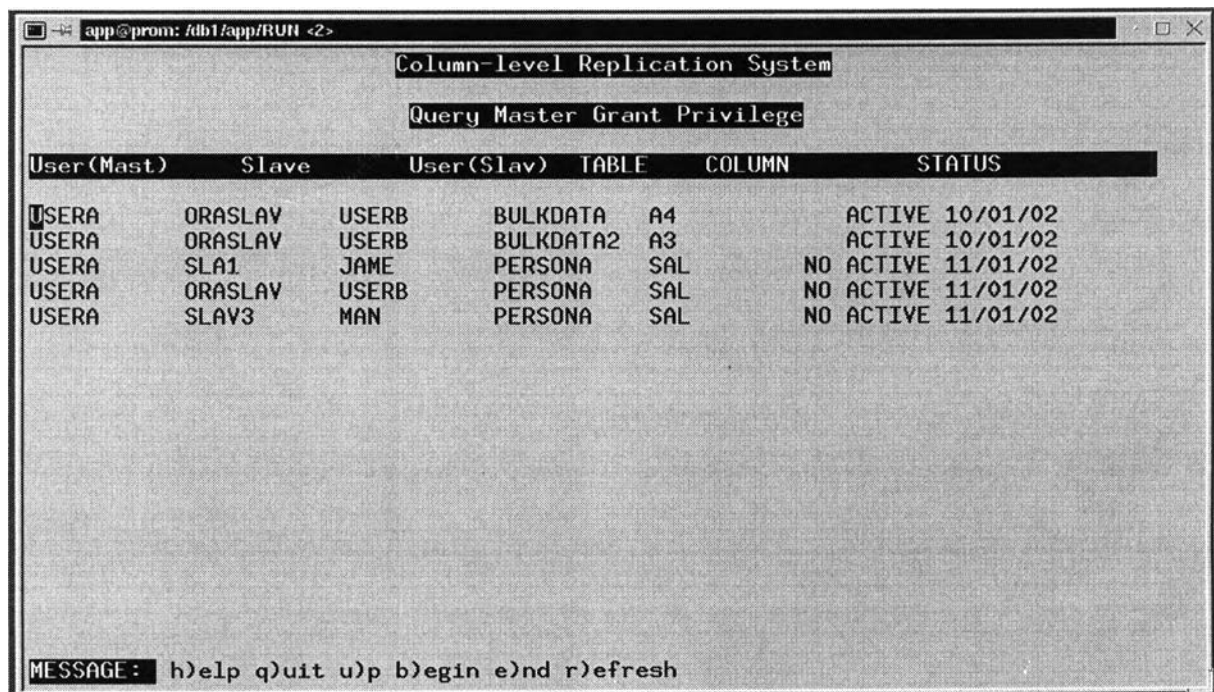 app@prom: /db1/app/RUN <2>
Column-level Replication System
Query Master Grant Privilege
User(Mast) Slave User(Slav) TABLE COLUMN STATUS
USERA ORASLAV USERB BULKDATA A4 ACTIVE 10/01/02
USERA ORASLAV USERB BULKDATA2 A3 ACTIVE 10/01/02
USERA SLA1 JAME PERSONA SAL NO ACTIVE 11/01/02
USERA ORASLAV USERB PERSONA SAL NO ACTIVE 11/01/02
USERA SLAV3 MAN PERSONA SAL NO ACTIVE 11/01/02
MESSAGE: h)elp q)uit u)p b)egin e)nd r)efresh